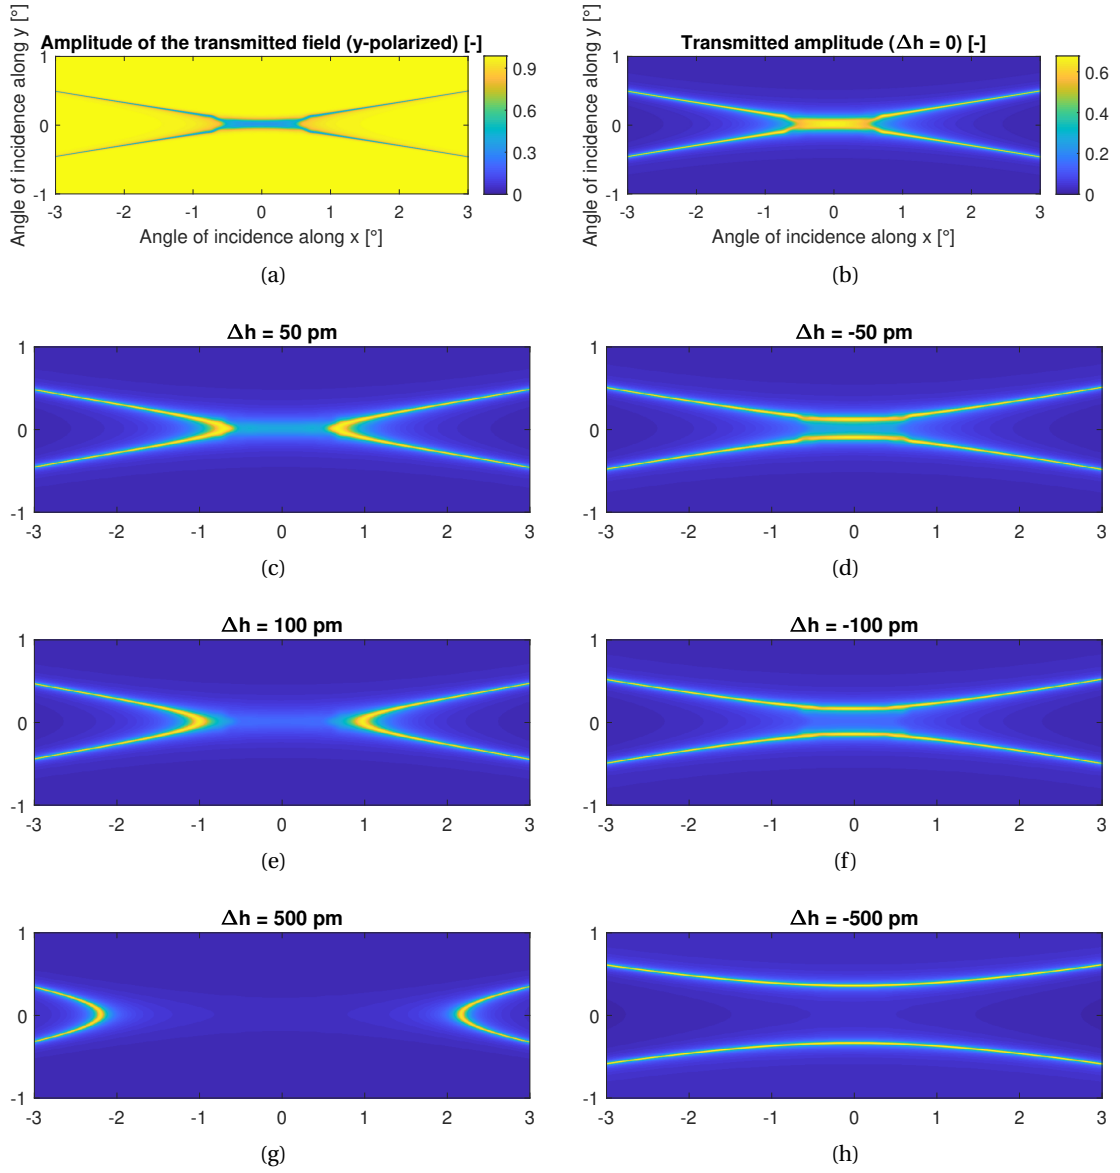 Amplitude of the transmitted field (y-polarized) [-]
Angle of incidence along y [°]
1
0
-1
-3 -2 -1 0 1 2 3
Angle of incidence along x [°]
0.9
0.6
0.3
0
(a)
Transmitted amplitude (Δh = 0) [-]
Angle of incidence along y [°]
1
0
-1
-3 -2 -1 0 1 2 3
Angle of incidence along x [°]
0.6
0.4
0.2
0
(b)
Δh = 50 pm
1
0
-1
-3 -2 -1 0 1 2 3
(c)
Δh = -50 pm
1
0
-1
-3 -2 -1 0 1 2 3
(d)
Δh = 100 pm
1
0
-1
-3 -2 -1 0 1 2 3
(e)
Δh = -100 pm
1
0
-1
-3 -2 -1 0 1 2 3
(f)
Δh = 500 pm
1
0
-1
-3 -2 -1 0 1 2 3
(g)
Δh = -500 pm
1
0
-1
-3 -2 -1 0 1 2 3
(h)